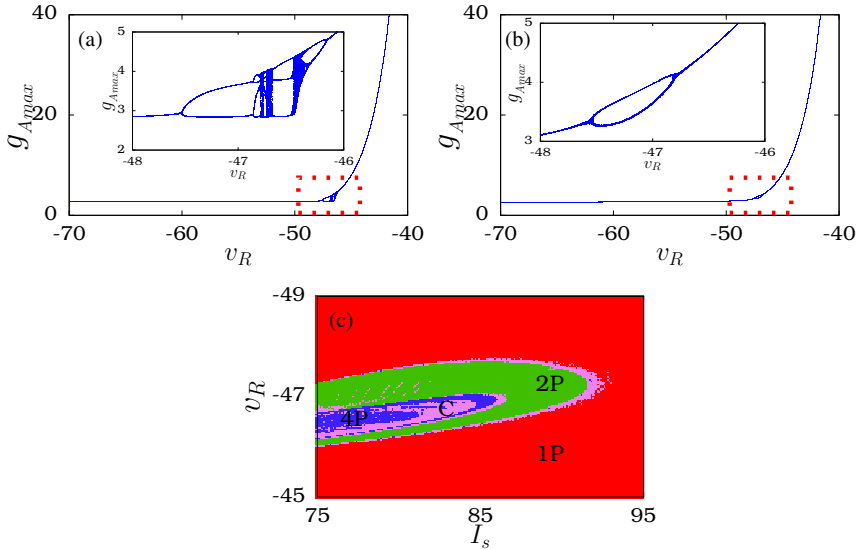 (a)
g_Amax
40
20
0
-70 -60 -50 -40
v_R
g_Amax
5
4
3
2
-48 -47 -46
v_R
(b)
g_Amax
40
20
0
-70 -60 -50 -40
v_R
g_Amax
5
4
3
-48 -47 -46
v_R
(c)
v_R
-49
-47
-45
75 85 95
I_s
2P
C
4P
1P